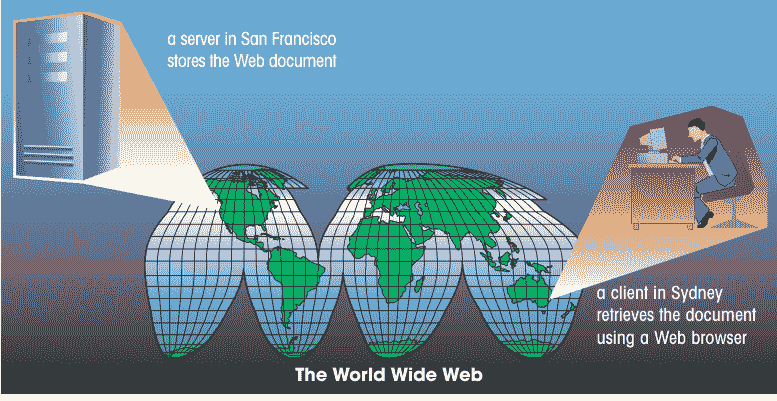 a server in San Francisco
stores the Web document
a client in Sydney
retrieves the document
using a Web browser
The World Wide Web